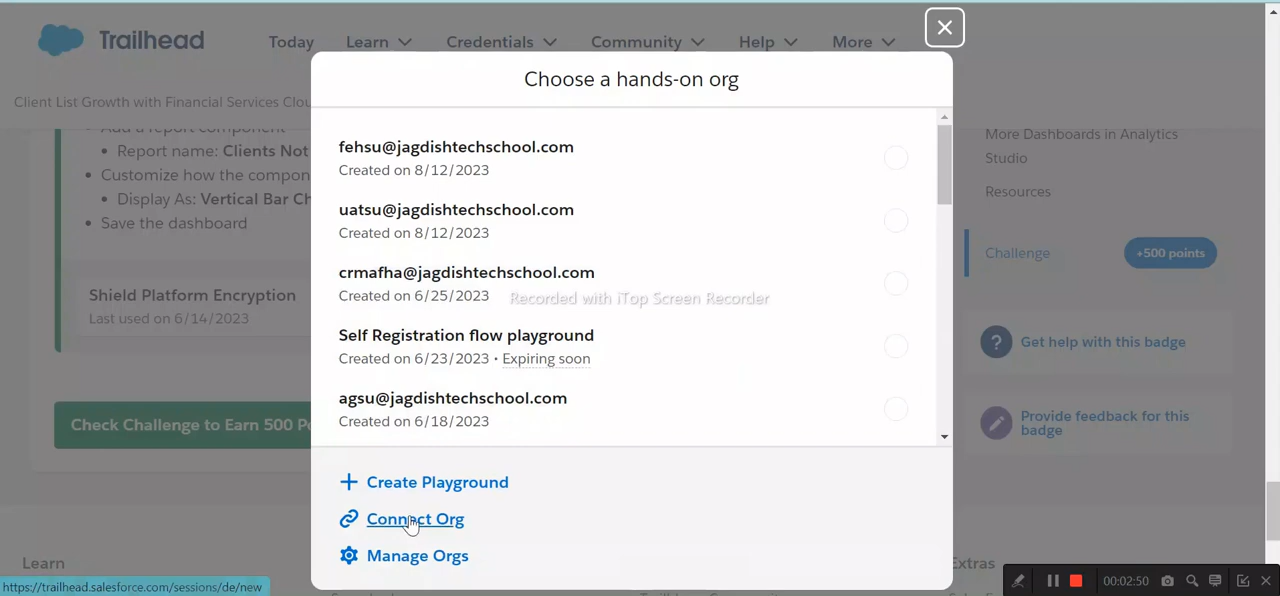 Trailhead
Today
Learn
Credentials
Community
Help
More
Client List Growth with Financial Services Clou
Choose a hands-on org
Add a report component
Report name: Clients Not
Customize how the compon
Display As: Vertical Bar Ch
Save the dashboard
Shield Platform Encryption
Last used on 6/14/2023
Check Challenge to Earn 500 Po
fehsu@jagdishtechschool.com
Created on 8/12/2023
uatsu@jagdishtechschool.com
Created on 8/12/2023
crmafha@jagdishtechschool.com
Created on 6/25/2023
Recorded with iTop Screen Recorder
Self Registration flow playground
Created on 6/23/2023 • Expiring soon
agsu@jagdishtechschool.com
Created on 6/18/2023
Create Playground
Connect Org
Manage Orgs
More Dashboards in Analytics
Studio
Resources
Challenge
+500 points
? Get help with this badge
Provide feedback for this
badge
Learn
Extras
https://trailhead.salesforce.com/sessions/de/new
00:02:50